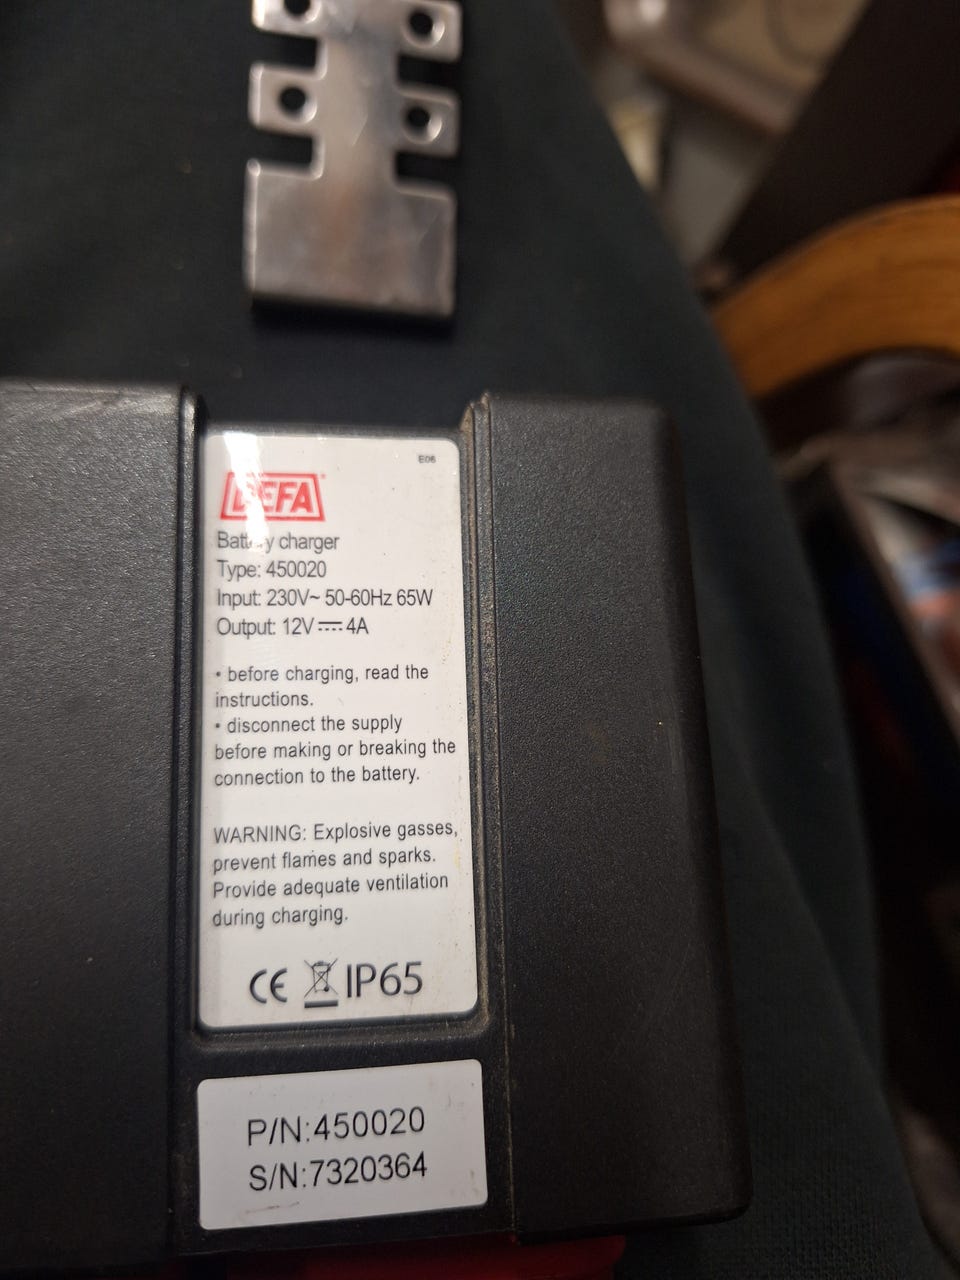 E06
DEFA
Battery charger
Type: 450020
Input: 230V~ 50-60Hz 65W
Output: 12V⎓4A
• before charging, read the
instructions.
• disconnect the supply
before making or breaking the
connection to the battery.
WARNING: Explosive gasses,
prevent flames and sparks.
Provide adequate ventilation
during charging.
CE IP65
P/N:450020
S/N:7320364